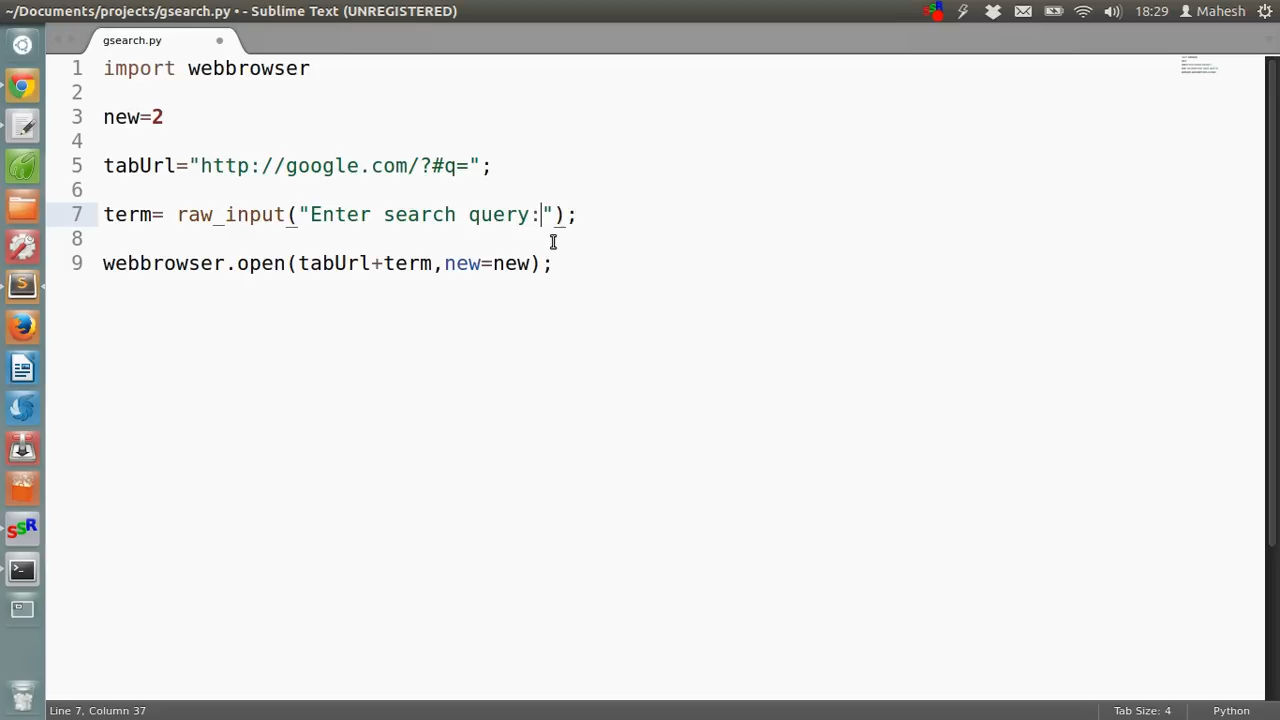 ~/Documents/projects/gsearch.py • - Sublime Text (UNREGISTERED)
18:29 Mahesh
gsearch.py
1 import webbrowser
2
3 new=2
4
5 tabUrl="http://google.com/?#q=";
6
7 term= raw_input("Enter search query:");
8
9 webbrowser.open(tabUrl+term,new=new);
SSR
Line 7, Column 37
Tab Size: 4
Python